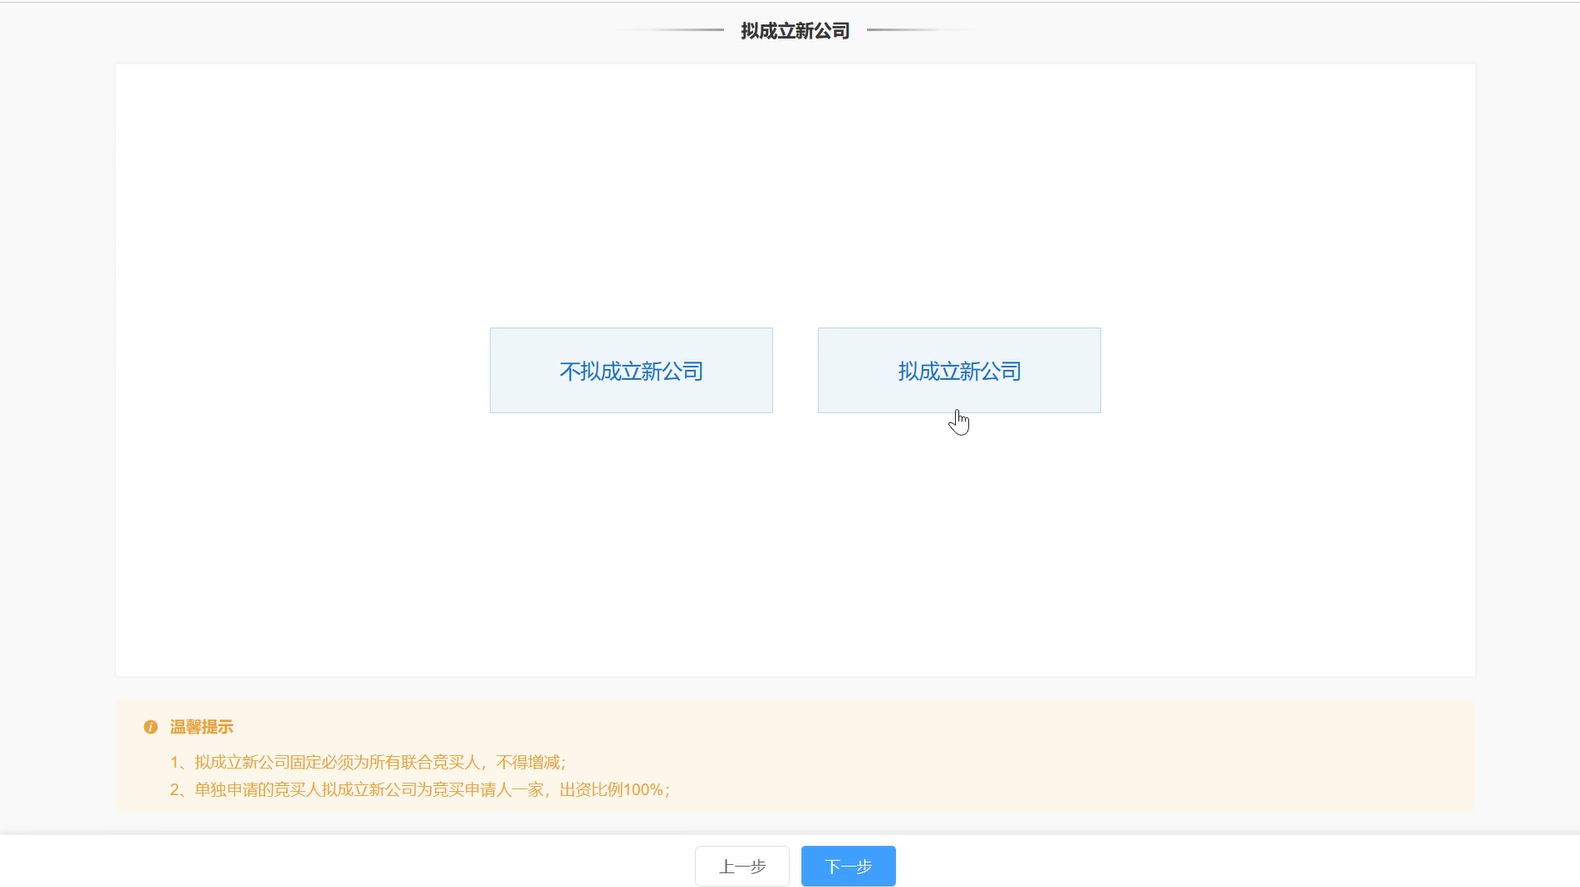 拟成立新公司
不拟成立新公司
拟成立新公司
温馨提示
1、拟成立新公司固定必须为所有联合竞买人，不得增减；
2、单独申请的竞买人拟成立新公司为竞买申请人一家，出资比例100%；
上一步
下一步